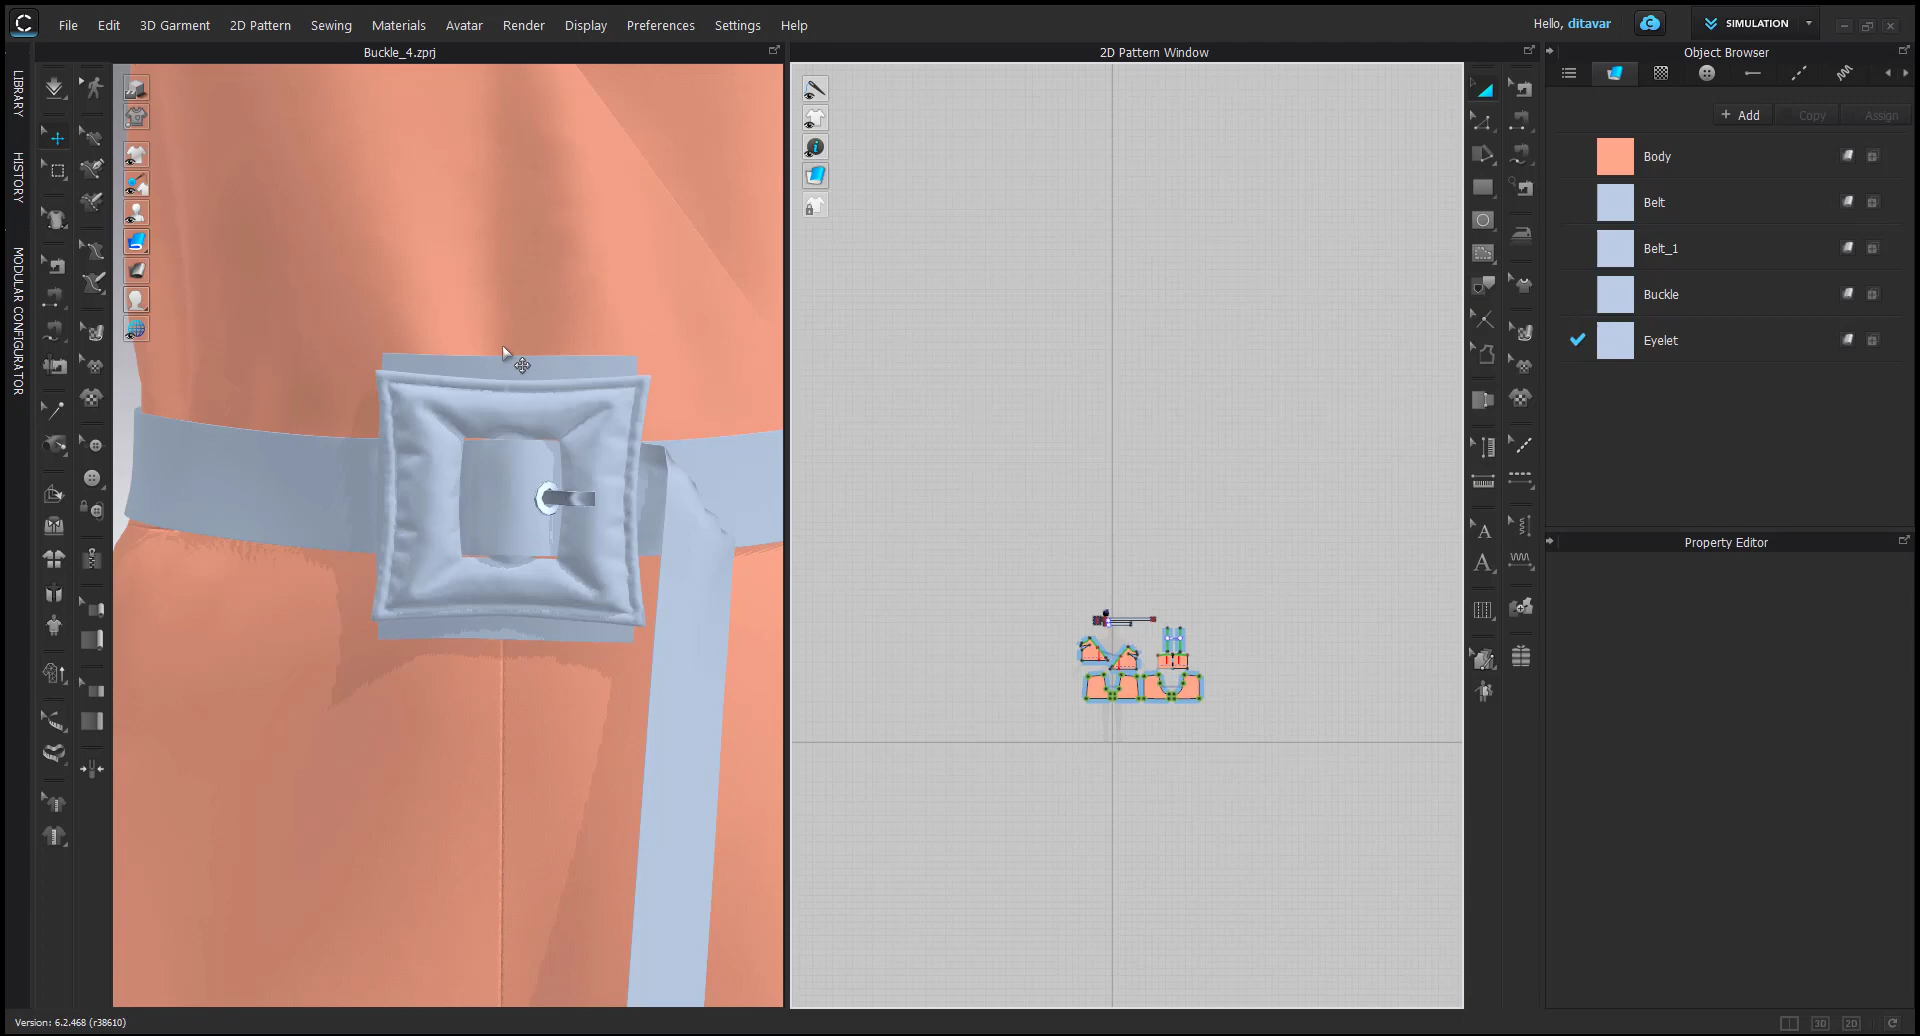 File Edit 3D Garment 2D Pattern Sewing Materials Avatar Render Display Preferences Settings Help
Hello, ditavar
SIMULATION
Buckle_4.zprj
2D Pattern Window
Object Browser
LIBRARY
HISTORY
MODULAR CONFIGURATOR
+ Add
Copy
Assign
Body
Belt
Belt_1
Buckle
Eyelet
Property Editor
A
A
Version: 6.2.468 (r38610)
3D
2D